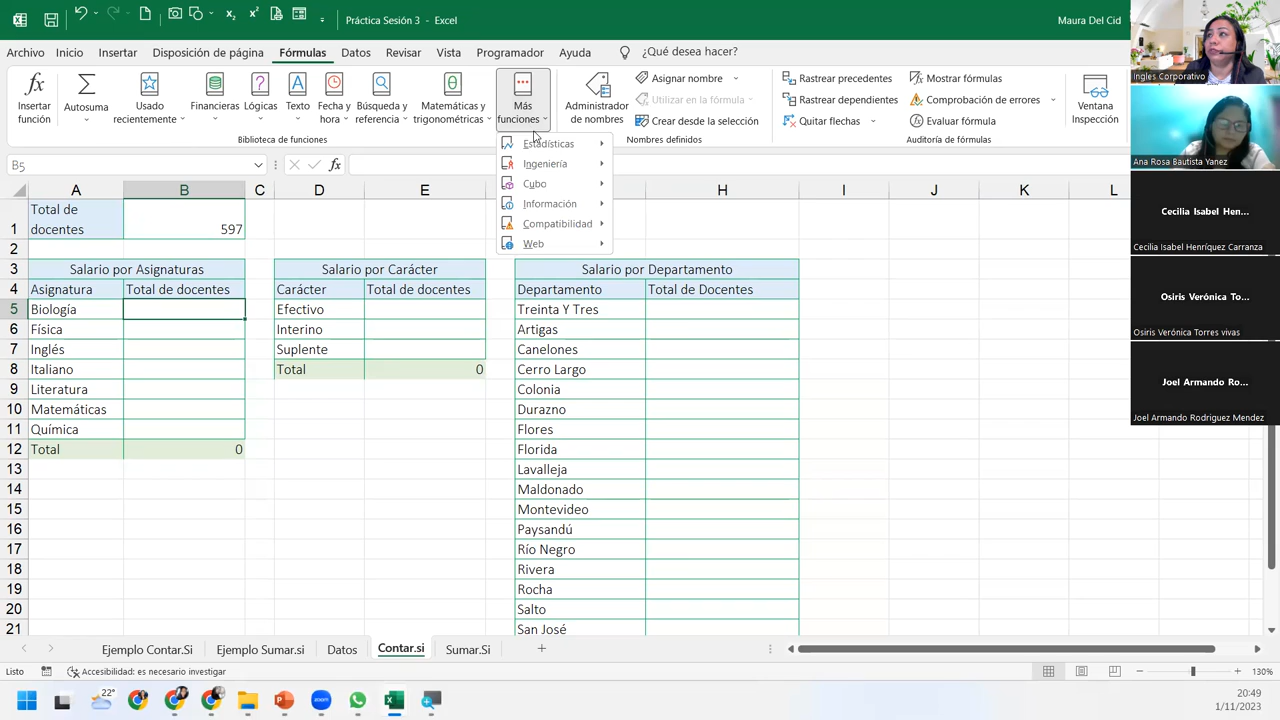 Práctica Sesión 3 - Excel
Maura Del Cid
Archivo Inicio Insertar Disposición de página Fórmulas Datos Revisar Vista Programador Ayuda ¿Qué desea hacer?
Insertar función
Autosuma
Usado recientemente
Financieras
Lógicas
Texto
Fecha y hora
Búsqueda y referencia
Matemáticas y trigonométricas
Más funciones
Administrador de nombres
Asignar nombre
Utilizar en la fórmula
Crear desde la selección
Rastrear precedentes
Rastrear dependientes
Quitar flechas
Mostrar fórmulas
Comprobación de errores
Evaluar fórmula
Ventana Inspección
Biblioteca de funciones
Nombres definidos
Auditoría de fórmulas
Estadísticas
Ingeniería
Cubo
Información
Compatibilidad
Web
B5
fx
A B C D E H I J K L
1 Total de docentes 597
2
3 Salario por Asignaturas Salario por Carácter Salario por Departamento
4 Asignatura Total de docentes Carácter Total de docentes Departamento Total de Docentes
5 Biología Efectivo Treinta Y Tres
6 Física Interino Artigas
7 Inglés Suplente Canelones
8 Italiano Total 0 Cerro Largo
9 Literatura Colonia
10 Matemáticas Durazno
11 Química Flores
12 Total 0 Florida
13 Lavalleja
14 Maldonado
15 Montevideo
16 Paysandú
17 Río Negro
18 Rivera
19 Rocha
20 Salto
21 San José
Ejemplo Contar.Si Ejemplo Sumar.si Datos Contar.si Sumar.Si
Listo Accesibilidad: es necesario investigar 130%
22°
20:49
1/11/2023
Ingles Corporativo
Ana Rosa Bautista Yanez
Cecilia Isabel Hen...
Cecilia Isabel Henríquez Carranza
Osiris Verónica To...
Osiris Verónica Torres vivas
Joel Armando Ro...
Joel Armando Rodriguez Mendez